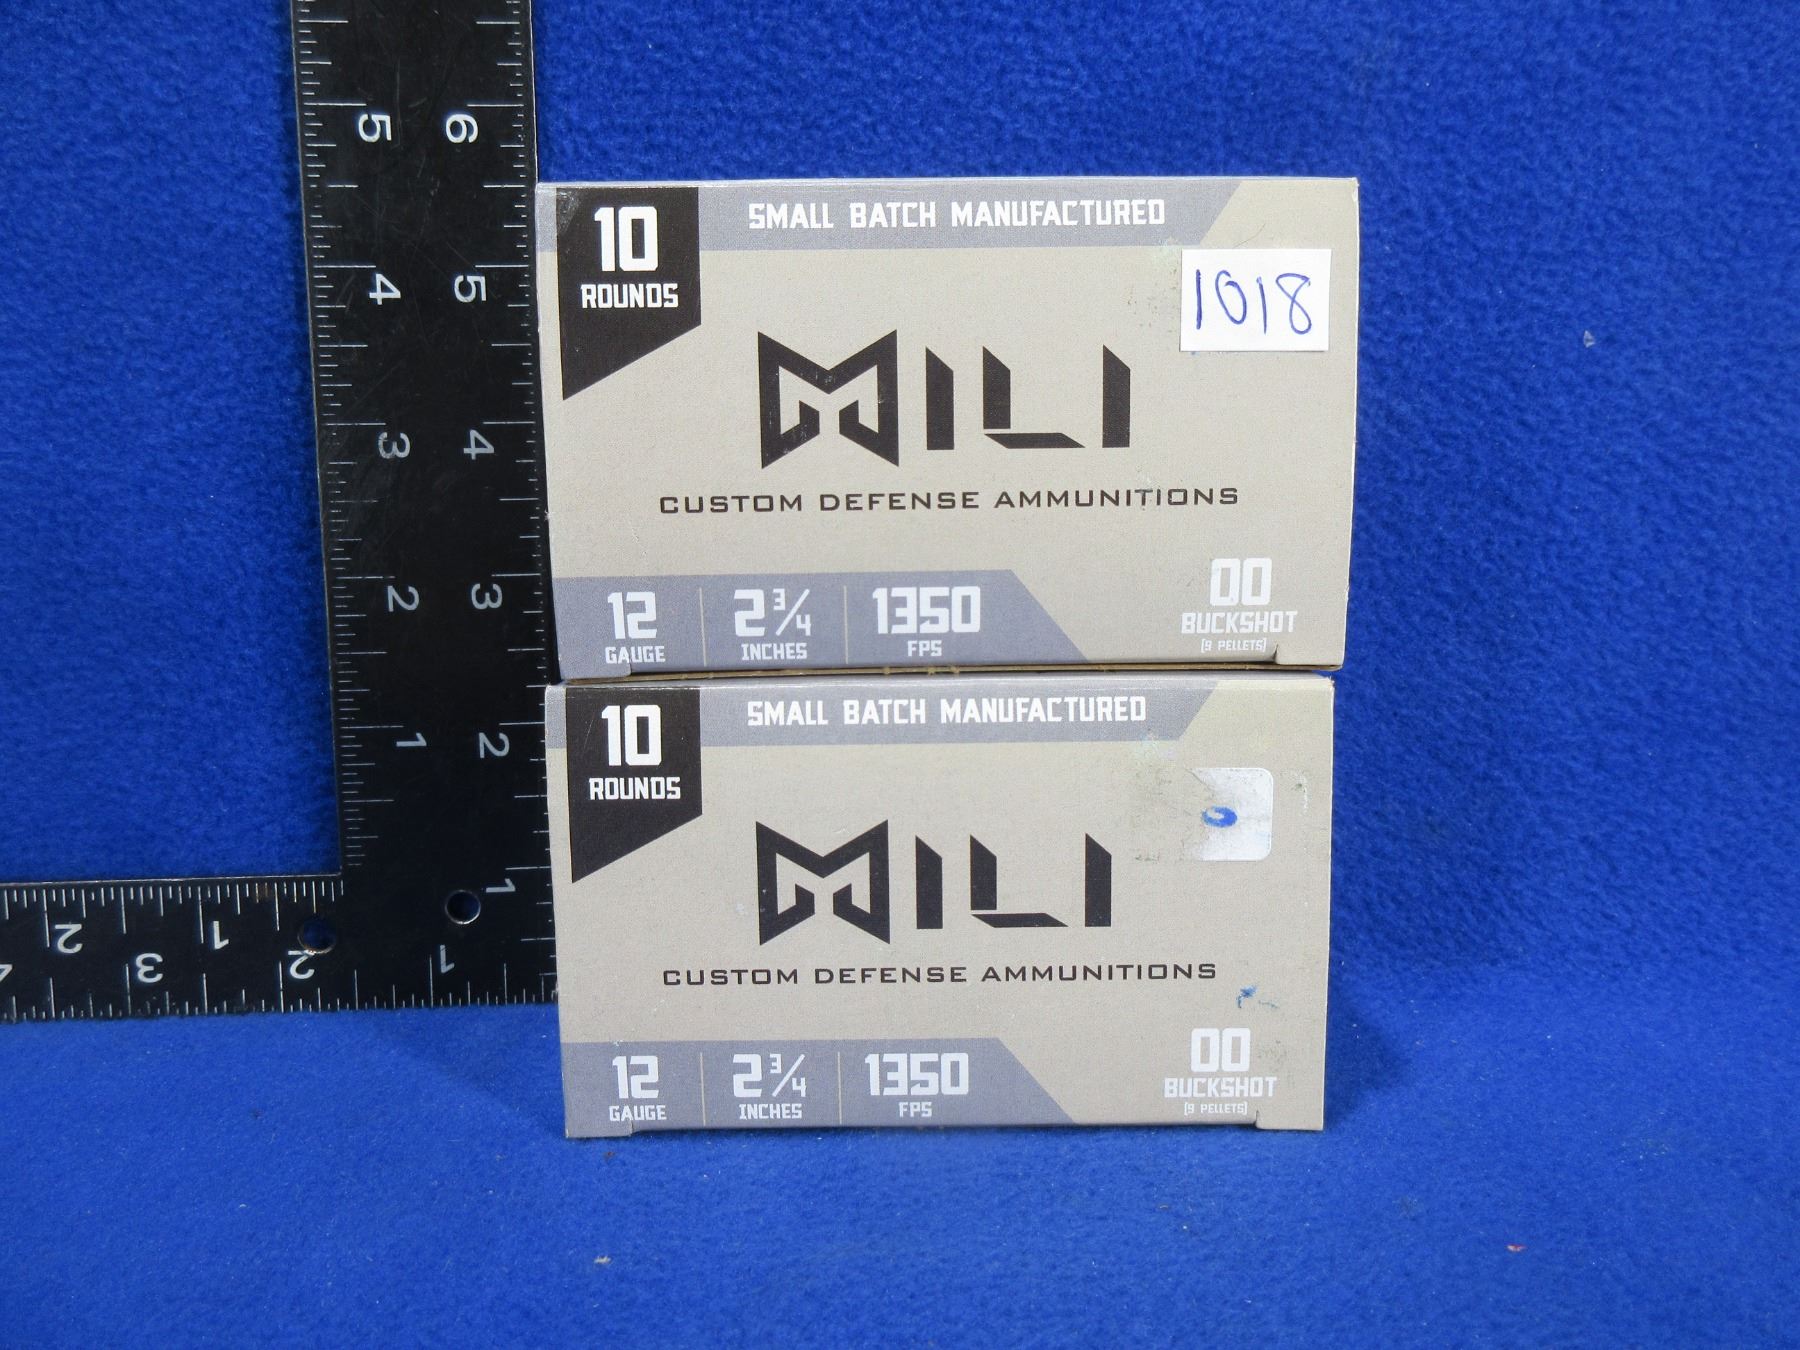 5 6
4 5
3 4
2 3
1 2
1
2 1
3 2 1
10
ROUNDS
SMALL BATCH MANUFACTURED
1018
MILI
CUSTOM DEFENSE AMMUNITIONS
12
GAUGE
2 3/4
INCHES
1350
FPS
00
BUCKSHOT
(9 PELLETS)
10
ROUNDS
SMALL BATCH MANUFACTURED
MILI
CUSTOM DEFENSE AMMUNITIONS
12
GAUGE
2 3/4
INCHES
1350
FPS
00
BUCKSHOT
(9 PELLETS)